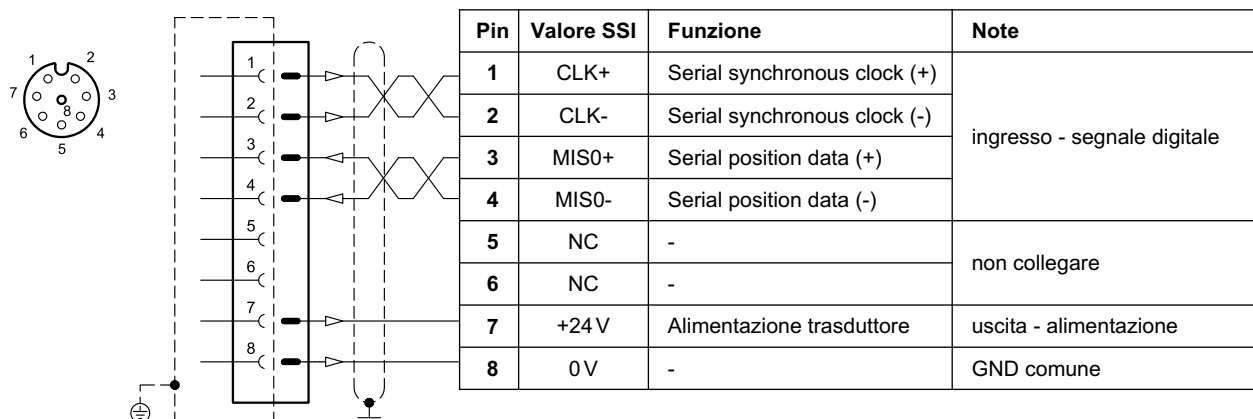 1 2
7 8 3
6 4
5
1
2
3
4
5
6
7
8
Pin Valore SSI Funzione Note
1 CLK+ Serial synchronous clock (+)
2 CLK- Serial synchronous clock (-)
ingresso - segnale digitale
3 MIS0+ Serial position data (+)
4 MIS0- Serial position data (-)
5 NC -
non collegare
6 NC -
7 +24 V Alimentazione trasduttore uscita - alimentazione
8 0 V - GND comune